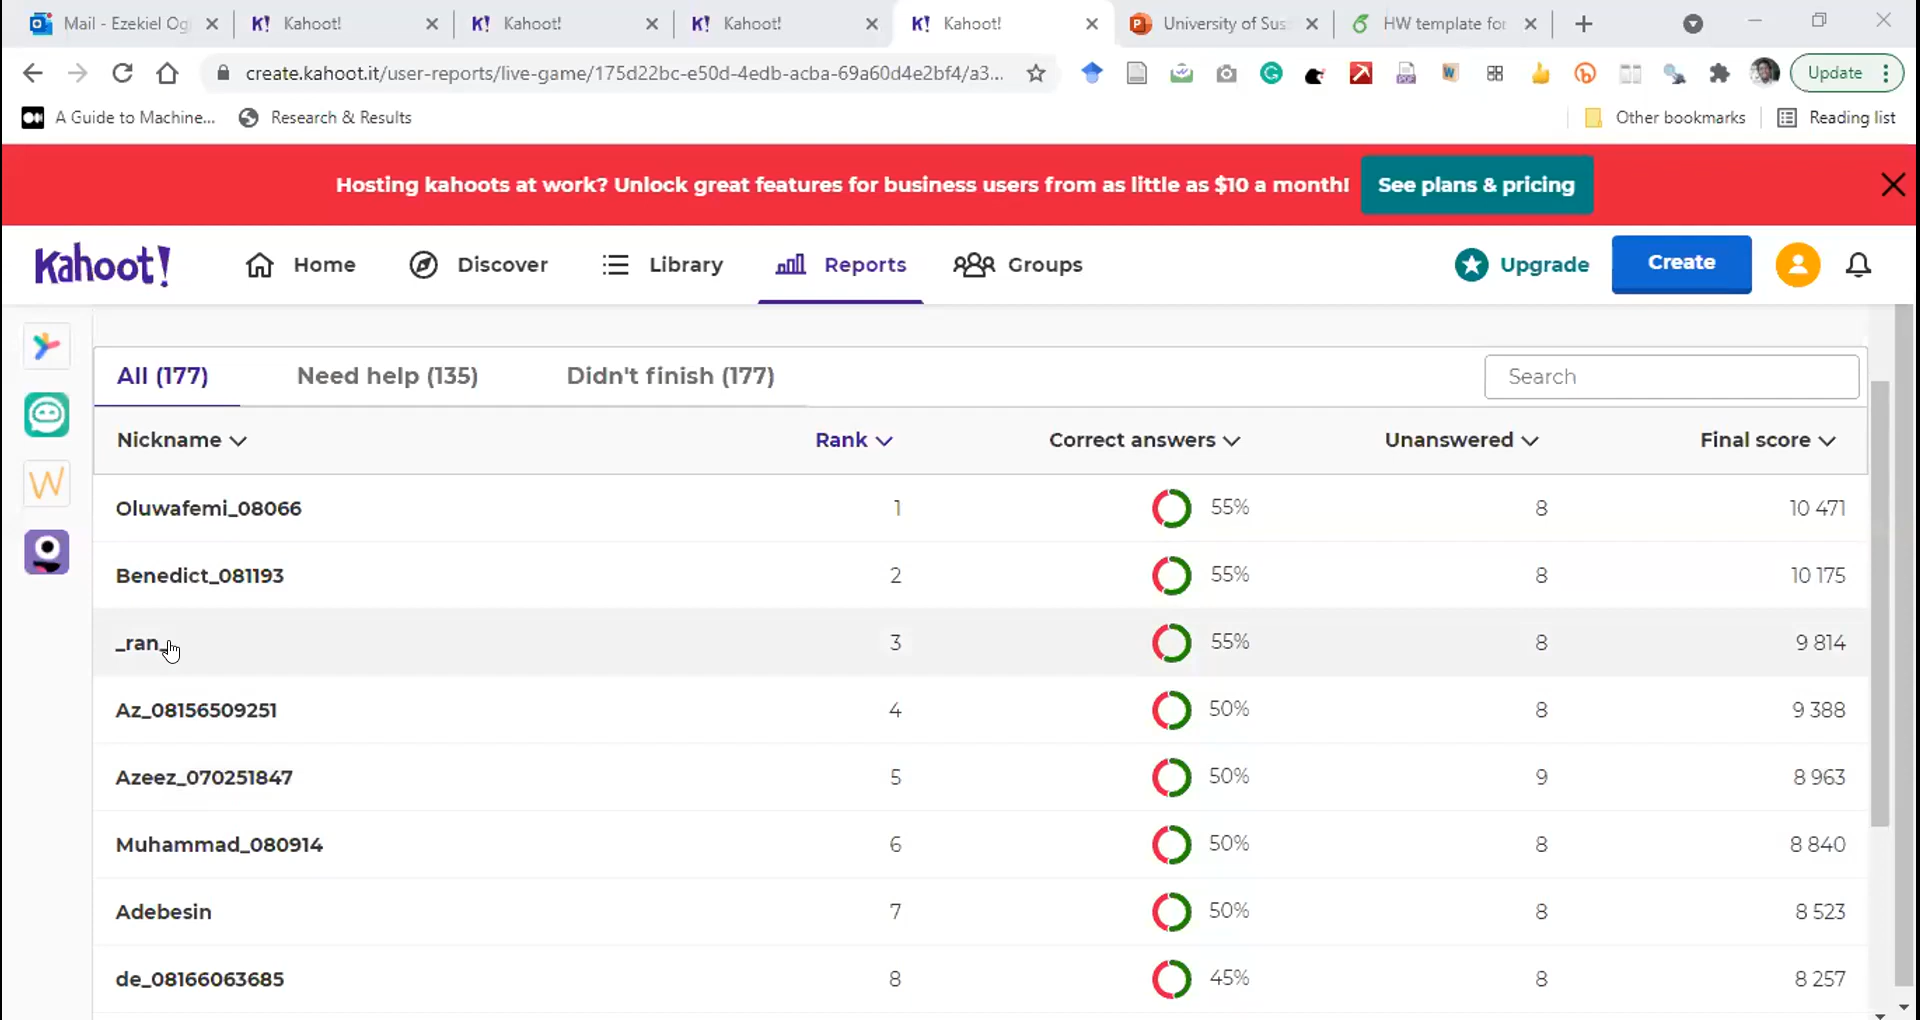 Mail - Ezekiel Og
Kahoot!
Kahoot!
Kahoot!
Kahoot!
University of Sus
HW template for
create.kahoot.it/user-reports/live-game/175d22bc-e50d-4edb-acba-69a60d4e2bf4/a3...
Update
A Guide to Machine...
Research & Results
Other bookmarks
Reading list
Hosting kahoots at work? Unlock great features for business users from as little as $10 a month!
See plans & pricing
Kahoot!
Home
Discover
Library
Reports
Groups
Upgrade
Create
All (177)
Need help (135)
Didn't finish (177)
Search
Nickname Rank Correct answers Unanswered Final score
Oluwafemi_08066 1 55% 8 10 471
Benedict_081193 2 55% 8 10 175
_ran_ 3 55% 8 9 814
Az_08156509251 4 50% 8 9 388
Azeez_070251847 5 50% 9 8 963
Muhammad_080914 6 50% 8 8 840
Adebesin 7 50% 8 8 523
de_08166063685 8 45% 8 8 257